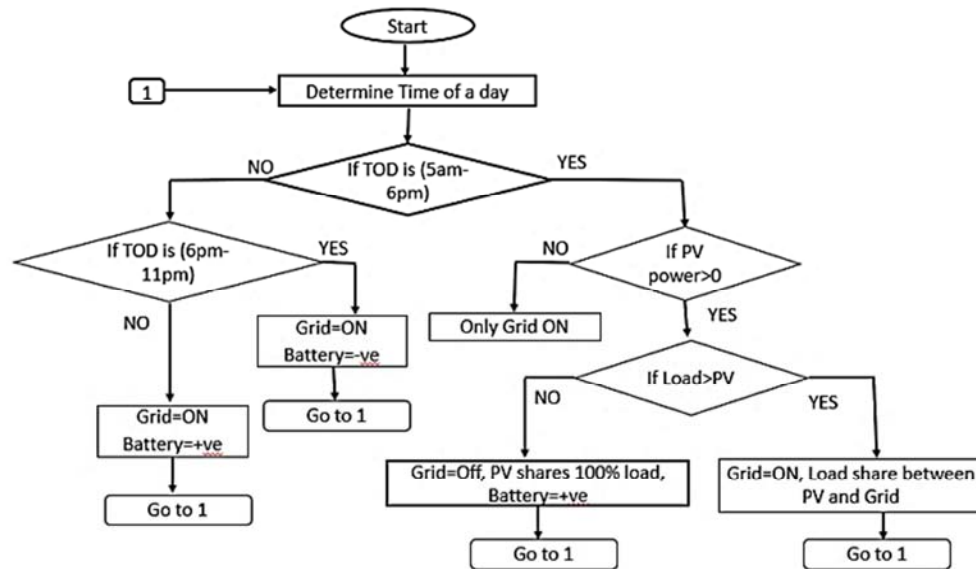 Start
1
Determine Time of a day
NO
If TOD is (5am-
6pm)
YES
If TOD is (6pm-
11pm)
YES
NO
If PV
power>0
NO
Grid=ON
Battery=-ve
Only Grid ON
YES
Go to 1
If Load>PV
NO
YES
Grid=ON
Battery=+ve
Go to 1
Grid=Off, PV shares 100% load,
Battery=+ve
Grid=ON, Load share between
PV and Grid
Go to 1
Go to 1